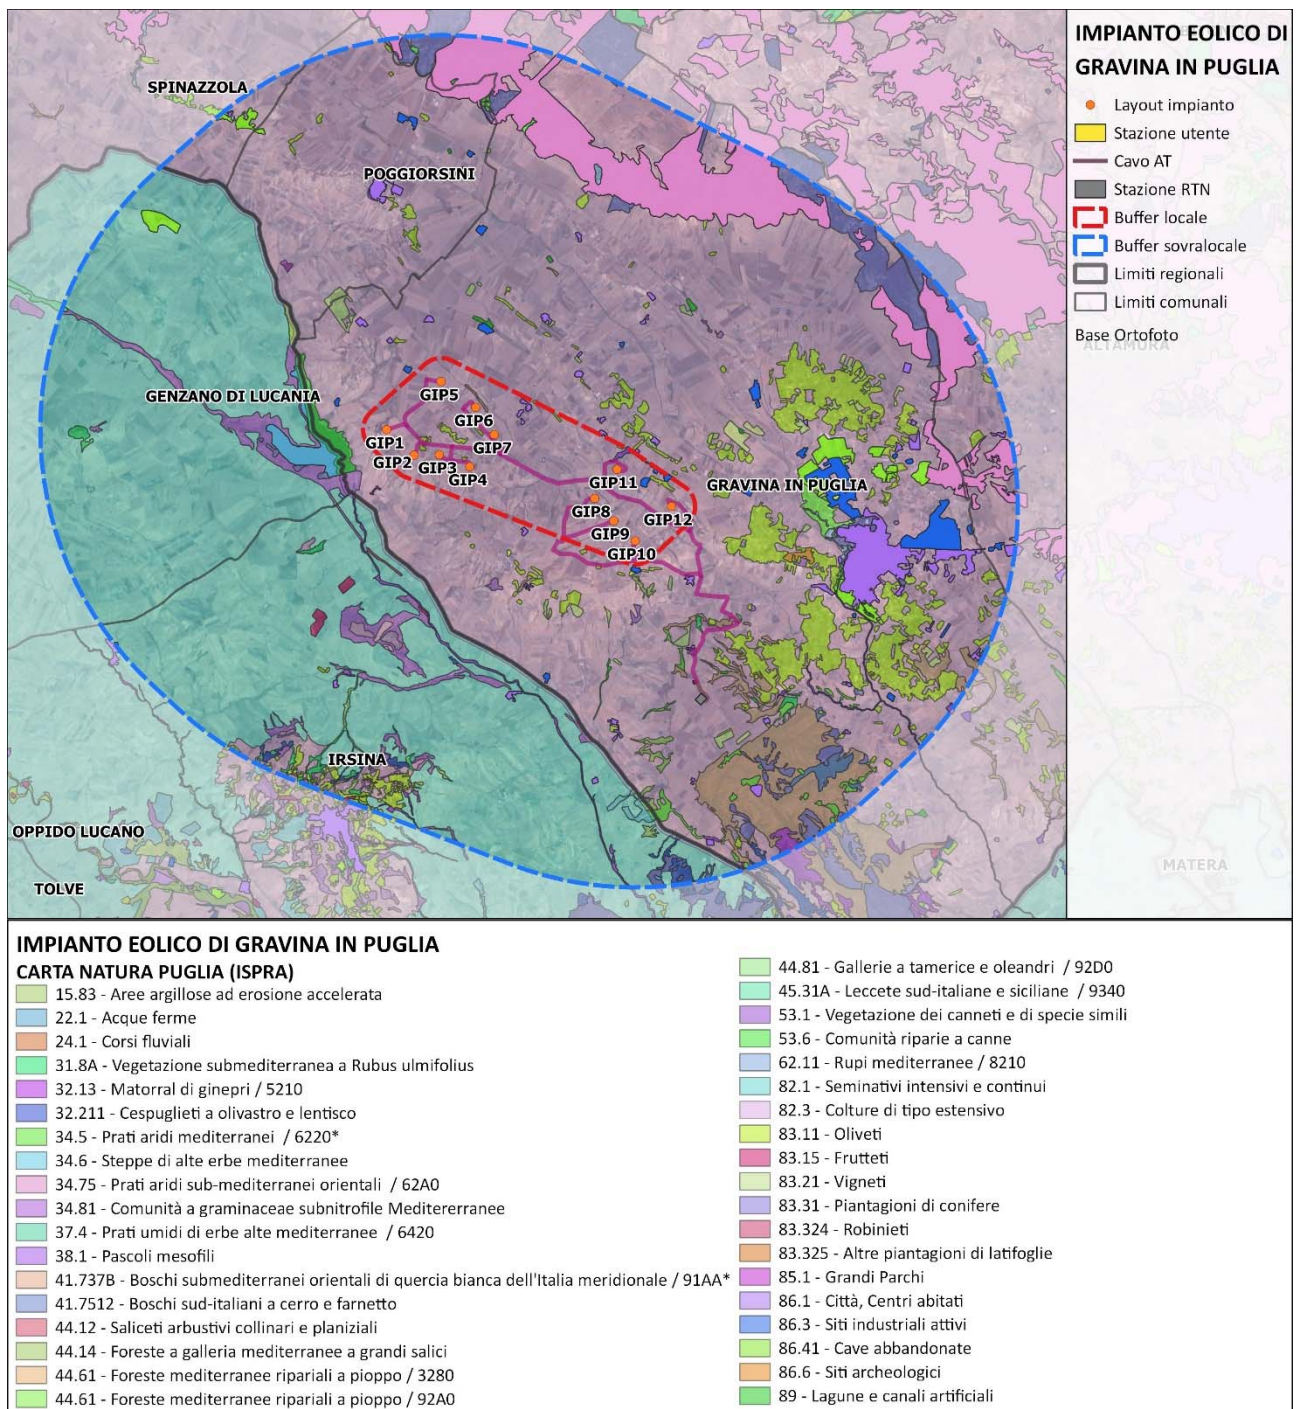 SPINAZZOLA
POGGIORSINI
GENZANO DI LUCANIA
GIP5
GIP6
GIP1
GIP7
GIP2
GIP3
GIP4
GIP11
GRAVINA IN PUGLIA
GIP8
GIP12
GIP9
GIP10
IRSINA
OPPIDO LUCANO
TOLVE
IMPIANTO EOLICO DI
GRAVINA IN PUGLIA
Layout impianto
Stazione utente
Cavo AT
Stazione RTN
Buffer locale
Buffer sovralocale
Limiti regionali
Limiti comunali
Base Ortofoto
ALTAMURA
MATERA
IMPIANTO EOLICO DI GRAVINA IN PUGLIA
CARTA NATURA PUGLIA (ISPRA)
15.83 - Aree argillose ad erosione accelerata
22.1 - Acque ferme
24.1 - Corsi fluviali
31.8A - Vegetazione submediterranea a Rubus ulmifolius
32.13 - Matorral di ginepri / 5210
32.211 - Cespuglieti a olivastro e lentisco
34.5 - Prati aridi mediterranei / 6220*
34.6 - Steppe di alte erbe mediterranee
34.75 - Prati aridi sub-mediterranei orientali / 62A0
34.81 - Comunità a graminaceae subnitrofile Meditererranee
37.4 - Prati umidi di erbe alte mediterranee / 6420
38.1 - Pascoli mesofili
41.737B - Boschi submediterranei orientali di quercia bianca dell'Italia meridionale / 91AA*
41.7512 - Boschi sud-italiani a cerro e farnetto
44.12 - Saliceti arbustivi collinari e planiziali
44.14 - Foreste a galleria mediterranee a grandi salici
44.61 - Foreste mediterranee ripariali a pioppo / 3280
44.61 - Foreste mediterranee ripariali a pioppo / 92A0
44.81 - Gallerie a tamerice e oleandri / 92D0
45.31A - Leccete sud-italiane e siciliane / 9340
53.1 - Vegetazione dei canneti e di specie simili
53.6 - Comunità riparie a canne
62.11 - Rupi mediterranee / 8210
82.1 - Seminativi intensivi e continui
82.3 - Colture di tipo estensivo
83.11 - Oliveti
83.15 - Frutteti
83.21 - Vigneti
83.31 - Piantagioni di conifere
83.324 - Robinieti
83.325 - Altre piantagioni di latifoglie
85.1 - Grandi Parchi
86.1 - Città, Centri abitati
86.3 - Siti industriali attivi
86.41 - Cave abbandonate
86.6 - Siti archeologici
89 - Lagune e canali artificiali